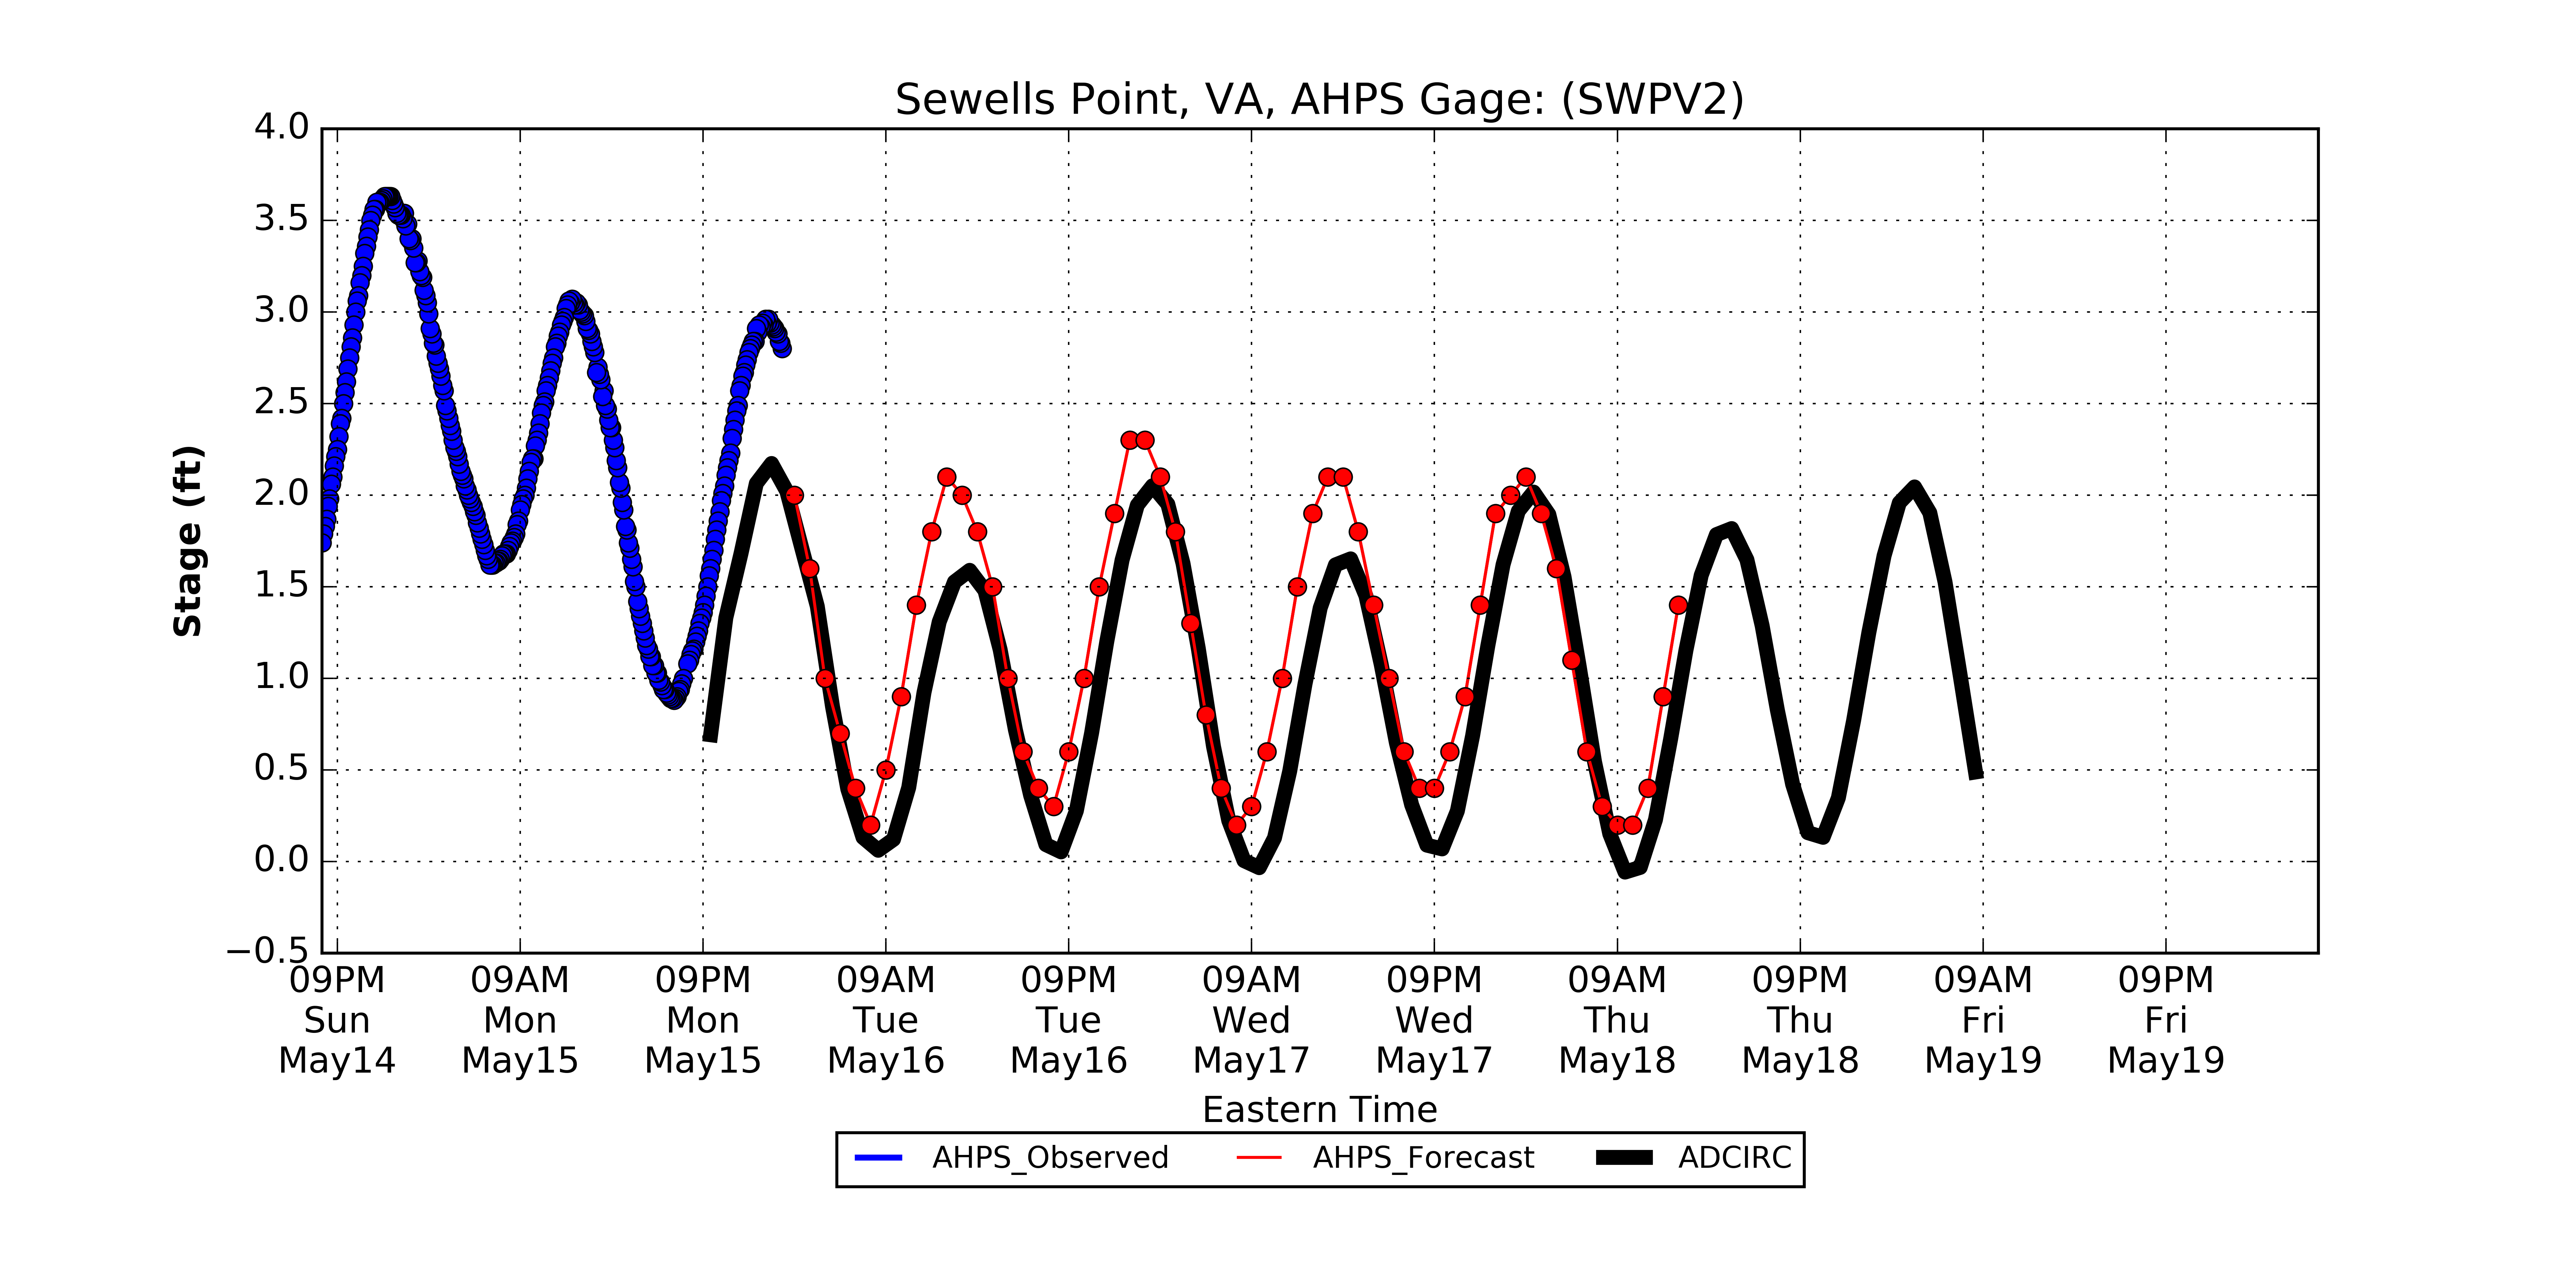 Sewells Point, VA, AHPS Gage: (SWPV2)
4.0
3.5
3.0
2.5
2.0
1.5
1.0
0.5
0.0
−0.5
Stage (ft)
09PM 09AM 09PM 09AM 09PM 09AM 09PM 09AM 09PM 09AM 09PM
Sun Mon Mon Tue Tue Wed Wed Thu Thu Fri Fri
May14 May15 May15 May16 May16 May17 May17 May18 May18 May19 May19
Eastern Time
AHPS_Observed AHPS_Forecast ADCIRC